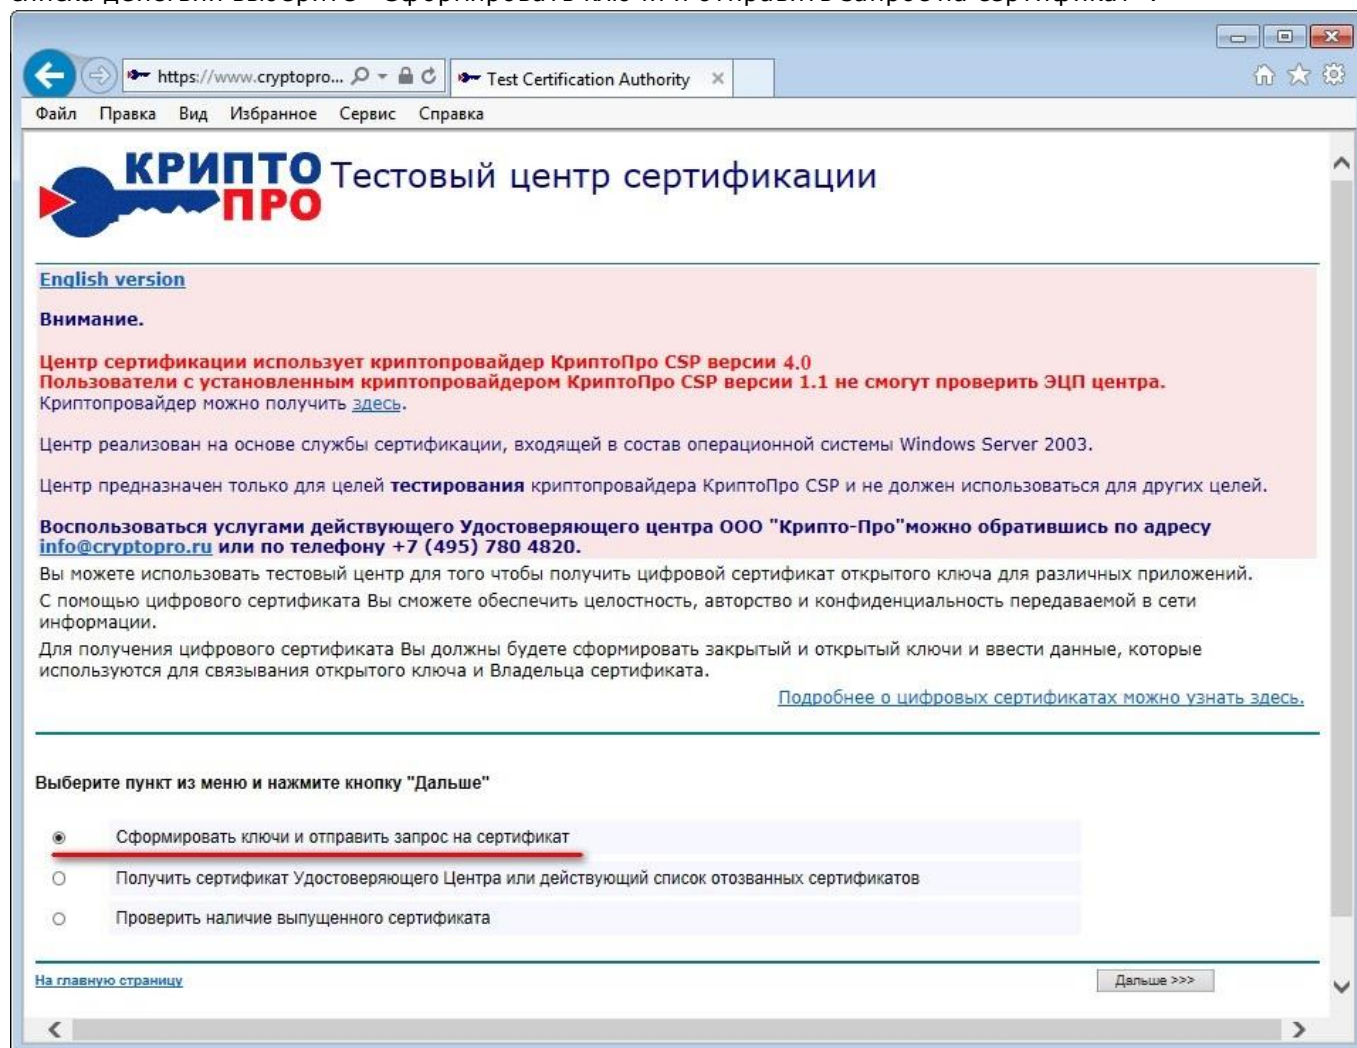 списка действий выберите "Сформировать ключи и отправить запрос на сертификат".
https://www.cryptopro...
Test Certification Authority
Файл Правка Вид Избранное Сервис Справка
КРИПТО
ПРО
Тестовый центр сертификации
English version
Внимание.
Центр сертификации использует криптопровайдер КриптоПро CSP версии 4.0
Пользователи с установленным криптопровайдером КриптоПро CSP версии 1.1 не смогут проверить ЭЦП центра.
Криптопровайдер можно получить здесь.
Центр реализован на основе службы сертификации, входящей в состав операционной системы Windows Server 2003.
Центр предназначен только для целей тестирования криптопровайдера КриптоПро CSP и не должен использоваться для других целей.
Воспользоваться услугами действующего Удостоверяющего центра ООО "Крипто-Про"можно обратившись по адресу
info@cryptopro.ru или по телефону +7 (495) 780 4820.
Вы можете использовать тестовый центр для того чтобы получить цифровой сертификат открытого ключа для различных приложений.
С помощью цифрового сертификата Вы сможете обеспечить целостность, авторство и конфиденциальность передаваемой в сети
информации.
Для получения цифрового сертификата Вы должны будете сформировать закрытый и открытый ключи и ввести данные, которые
используются для связывания открытого ключа и Владельца сертификата.
Подробнее о цифровых сертификатах можно узнать здесь.
Выберите пункт из меню и нажмите кнопку "Дальше"
Сформировать ключи и отправить запрос на сертификат
Получить сертификат Удостоверяющего Центра или действующий список отозванных сертификатов
Проверить наличие выпущенного сертификата
На главную страницу
Дальше >>>